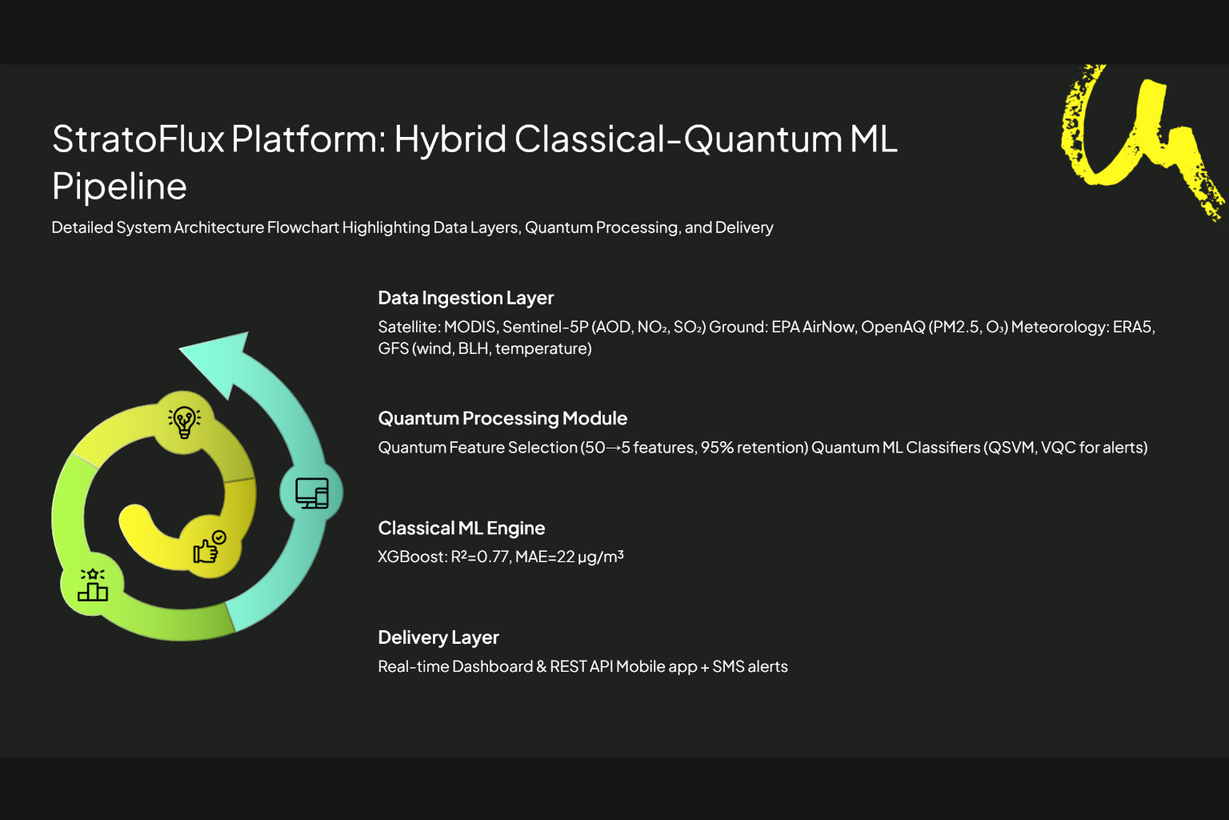 StratoFlux Platform: Hybrid Classical-Quantum ML
Pipeline
Detailed System Architecture Flowchart Highlighting Data Layers, Quantum Processing, and Delivery
Data Ingestion Layer
Satellite: MODIS, Sentinel-5P (AOD, NO₂, SO₂) Ground: EPA AirNow, OpenAQ (PM2.5, O₃) Meteorology: ERA5,
GFS (wind, BLH, temperature)
Quantum Processing Module
Quantum Feature Selection (50→5 features, 95% retention) Quantum ML Classifiers (QSVM, VQC for alerts)
Classical ML Engine
XGBoost: R²=0.77, MAE=22 µg/m³
Delivery Layer
Real-time Dashboard & REST API Mobile app + SMS alerts